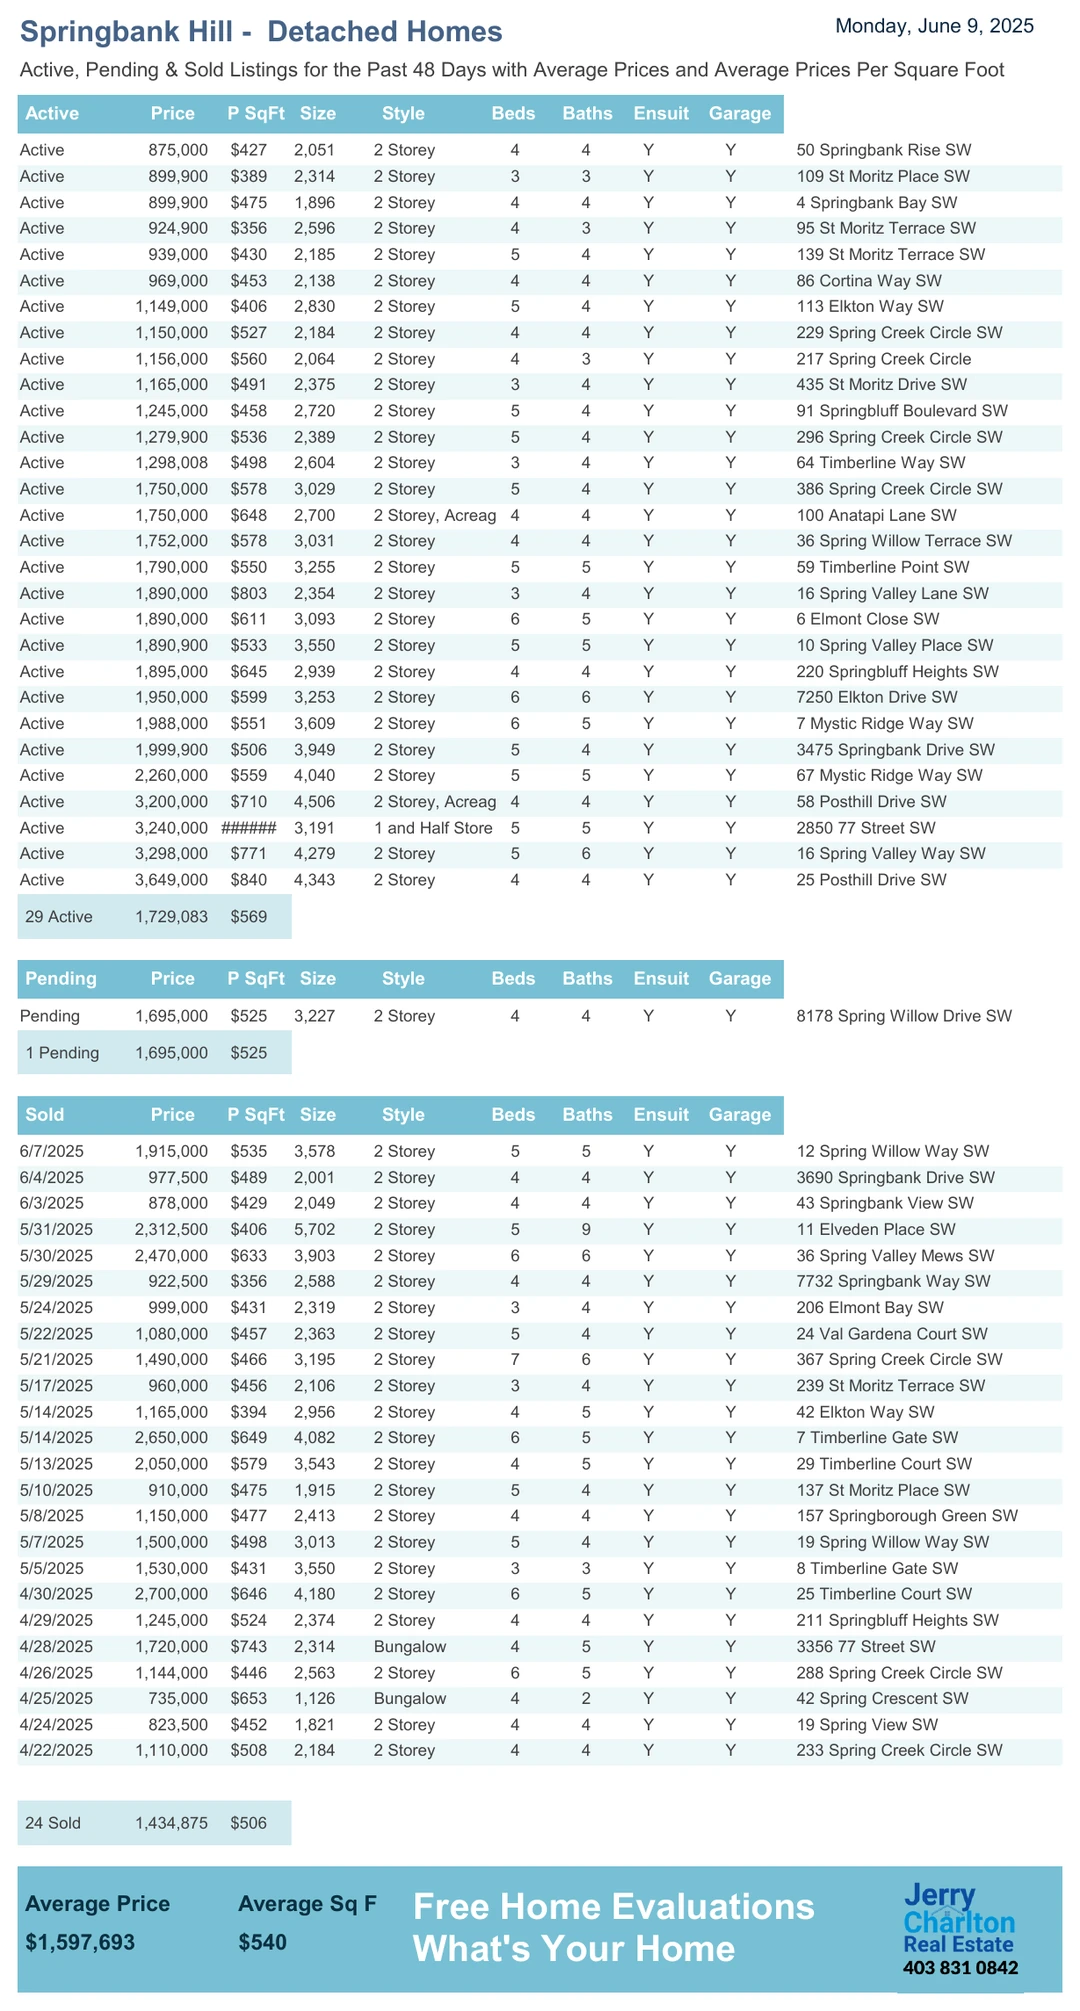 Springbank Hill - Detached Homes
Monday, June 9, 2025
Active, Pending & Sold Listings for the Past 48 Days with Average Prices and Average Prices Per Square Foot
Active Price P SqFt Size Style Beds Baths Ensuit Garage
Active 875,000 $427 2,051 2 Storey 4 4 Y Y 50 Springbank Rise SW
Active 899,900 $389 2,314 2 Storey 3 3 Y Y 109 St Moritz Place SW
Active 899,900 $475 1,896 2 Storey 4 4 Y Y 4 Springbank Bay SW
Active 924,900 $356 2,596 2 Storey 4 3 Y Y 95 St Moritz Terrace SW
Active 939,000 $430 2,185 2 Storey 5 4 Y Y 139 St Moritz Terrace SW
Active 969,000 $453 2,138 2 Storey 4 4 Y Y 86 Cortina Way SW
Active 1,149,000 $406 2,830 2 Storey 5 4 Y Y 113 Elkton Way SW
Active 1,150,000 $527 2,184 2 Storey 4 4 Y Y 229 Spring Creek Circle SW
Active 1,156,000 $560 2,064 2 Storey 4 3 Y Y 217 Spring Creek Circle
Active 1,165,000 $491 2,375 2 Storey 3 4 Y Y 435 St Moritz Drive SW
Active 1,245,000 $458 2,720 2 Storey 5 4 Y Y 91 Springbluff Boulevard SW
Active 1,279,900 $536 2,389 2 Storey 5 4 Y Y 296 Spring Creek Circle SW
Active 1,298,008 $498 2,604 2 Storey 3 4 Y Y 64 Timberline Way SW
Active 1,750,000 $578 3,029 2 Storey 5 4 Y Y 386 Spring Creek Circle SW
Active 1,750,000 $648 2,700 2 Storey, Acreag 4 4 Y Y 100 Anatapi Lane SW
Active 1,752,000 $578 3,031 2 Storey 4 4 Y Y 36 Spring Willow Terrace SW
Active 1,790,000 $550 3,255 2 Storey 5 5 Y Y 59 Timberline Point SW
Active 1,890,000 $803 2,354 2 Storey 3 4 Y Y 16 Spring Valley Lane SW
Active 1,890,000 $611 3,093 2 Storey 6 5 Y Y 6 Elmont Close SW
Active 1,890,900 $533 3,550 2 Storey 5 5 Y Y 10 Spring Valley Place SW
Active 1,895,000 $645 2,939 2 Storey 4 4 Y Y 220 Springbluff Heights SW
Active 1,950,000 $599 3,253 2 Storey 6 6 Y Y 7250 Elkton Drive SW
Active 1,988,000 $551 3,609 2 Storey 6 5 Y Y 7 Mystic Ridge Way SW
Active 1,999,900 $506 3,949 2 Storey 5 4 Y Y 3475 Springbank Drive SW
Active 2,260,000 $559 4,040 2 Storey 5 5 Y Y 67 Mystic Ridge Way SW
Active 3,200,000 $710 4,506 2 Storey, Acreag 4 4 Y Y 58 Posthill Drive SW
Active 3,240,000 ###### 3,191 1 and Half Store 5 5 Y Y 2850 77 Street SW
Active 3,298,000 $771 4,279 2 Storey 5 6 Y Y 16 Spring Valley Way SW
Active 3,649,000 $840 4,343 2 Storey 4 4 Y Y 25 Posthill Drive SW
29 Active 1,729,083 $569
Pending Price P SqFt Size Style Beds Baths Ensuit Garage
Pending 1,695,000 $525 3,227 2 Storey 4 4 Y Y 8178 Spring Willow Drive SW
1 Pending 1,695,000 $525
Sold Price P SqFt Size Style Beds Baths Ensuit Garage
6/7/2025 1,915,000 $535 3,578 2 Storey 5 5 Y Y 12 Spring Willow Way SW
6/4/2025 977,500 $489 2,001 2 Storey 4 4 Y Y 3690 Springbank Drive SW
6/3/2025 878,000 $429 2,049 2 Storey 4 4 Y Y 43 Springbank View SW
5/31/2025 2,312,500 $406 5,702 2 Storey 5 9 Y Y 11 Elveden Place SW
5/30/2025 2,470,000 $633 3,903 2 Storey 6 6 Y Y 36 Spring Valley Mews SW
5/29/2025 922,500 $356 2,588 2 Storey 4 4 Y Y 7732 Springbank Way SW
5/24/2025 999,000 $431 2,319 2 Storey 3 4 Y Y 206 Elmont Bay SW
5/22/2025 1,080,000 $457 2,363 2 Storey 5 4 Y Y 24 Val Gardena Court SW
5/21/2025 1,490,000 $466 3,195 2 Storey 7 6 Y Y 367 Spring Creek Circle SW
5/17/2025 960,000 $456 2,106 2 Storey 3 4 Y Y 239 St Moritz Terrace SW
5/14/2025 1,165,000 $394 2,956 2 Storey 4 5 Y Y 42 Elkton Way SW
5/14/2025 2,650,000 $649 4,082 2 Storey 6 5 Y Y 7 Timberline Gate SW
5/13/2025 2,050,000 $579 3,543 2 Storey 4 5 Y Y 29 Timberline Court SW
5/10/2025 910,000 $475 1,915 2 Storey 5 4 Y Y 137 St Moritz Place SW
5/8/2025 1,150,000 $477 2,413 2 Storey 4 4 Y Y 157 Springborough Green SW
5/7/2025 1,500,000 $498 3,013 2 Storey 5 4 Y Y 19 Spring Willow Way SW
5/5/2025 1,530,000 $431 3,550 2 Storey 3 3 Y Y 8 Timberline Gate SW
4/30/2025 2,700,000 $646 4,180 2 Storey 6 5 Y Y 25 Timberline Court SW
4/29/2025 1,245,000 $524 2,374 2 Storey 4 4 Y Y 211 Springbluff Heights SW
4/28/2025 1,720,000 $743 2,314 Bungalow 4 5 Y Y 3356 77 Street SW
4/26/2025 1,144,000 $446 2,563 2 Storey 6 5 Y Y 288 Spring Creek Circle SW
4/25/2025 735,000 $653 1,126 Bungalow 4 2 Y Y 42 Spring Crescent SW
4/24/2025 823,500 $452 1,821 2 Storey 4 4 Y Y 19 Spring View SW
4/22/2025 1,110,000 $508 2,184 2 Storey 4 4 Y Y 233 Spring Creek Circle SW
24 Sold 1,434,875 $506
Average Price Average Sq F
$1,597,693 $540
Free Home Evaluations
What's Your Home
Jerry
Charlton
Real Estate
403 831 0842